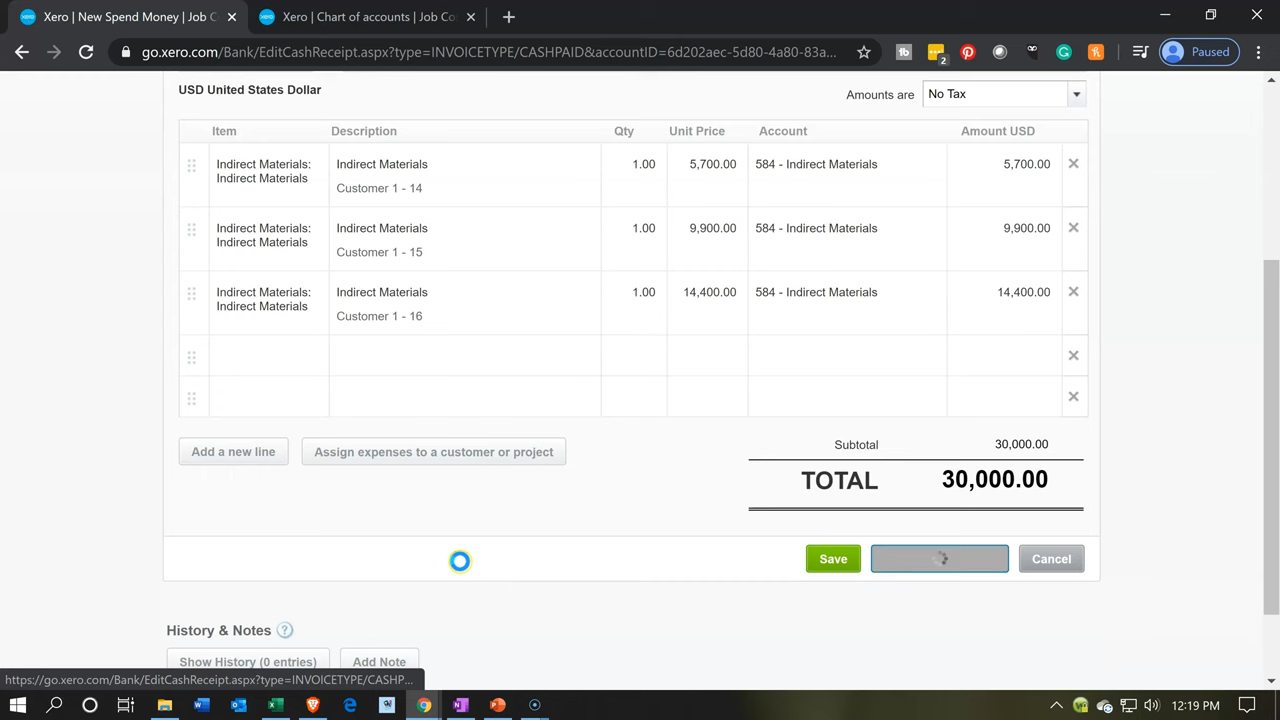 Xero | New Spend Money | Job C
Xero | Chart of accounts | Job Co
go.xero.com/Bank/EditCashReceipt.aspx?type=INVOICETYPE/CASHPAID&accountID=6d202aec-5d80-4a80-83a...
2
Paused
USD United States Dollar
Amounts are No Tax
Item Description Qty Unit Price Account Amount USD
Indirect Materials: Indirect Materials 1.00 5,700.00 584 - Indirect Materials 5,700.00
Indirect Materials
Customer 1 - 14
Indirect Materials: Indirect Materials 1.00 9,900.00 584 - Indirect Materials 9,900.00
Indirect Materials
Customer 1 - 15
Indirect Materials: Indirect Materials 1.00 14,400.00 584 - Indirect Materials 14,400.00
Indirect Materials
Customer 1 - 16
Add a new line Assign expenses to a customer or project
Subtotal 30,000.00
TOTAL 30,000.00
Save Cancel
History & Notes ?
Show History (0 entries) Add Note
https://go.xero.com/Bank/EditCashReceipt.aspx?type=INVOICETYPE/CASHP...
12:19 PM